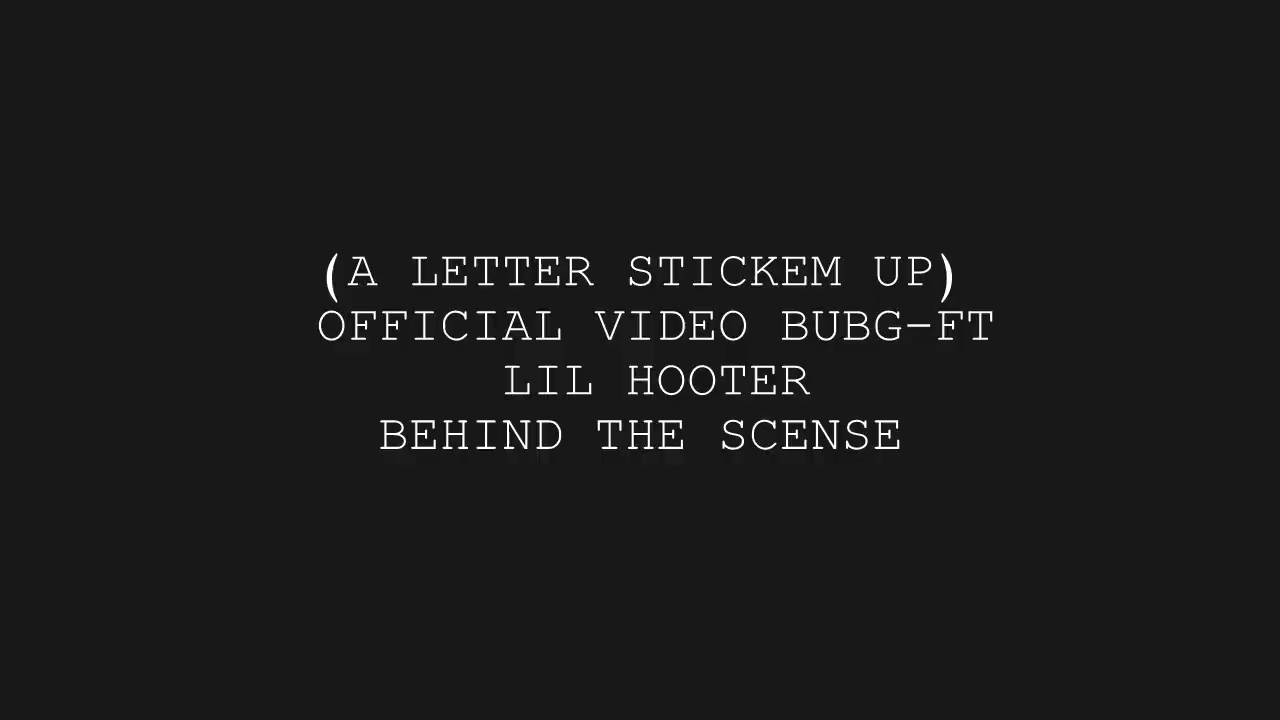 (A LETTER STICKEM UP)
OFFICIAL VIDEO BUBG-FT
LIL HOOTER
BEHIND THE SCENSE